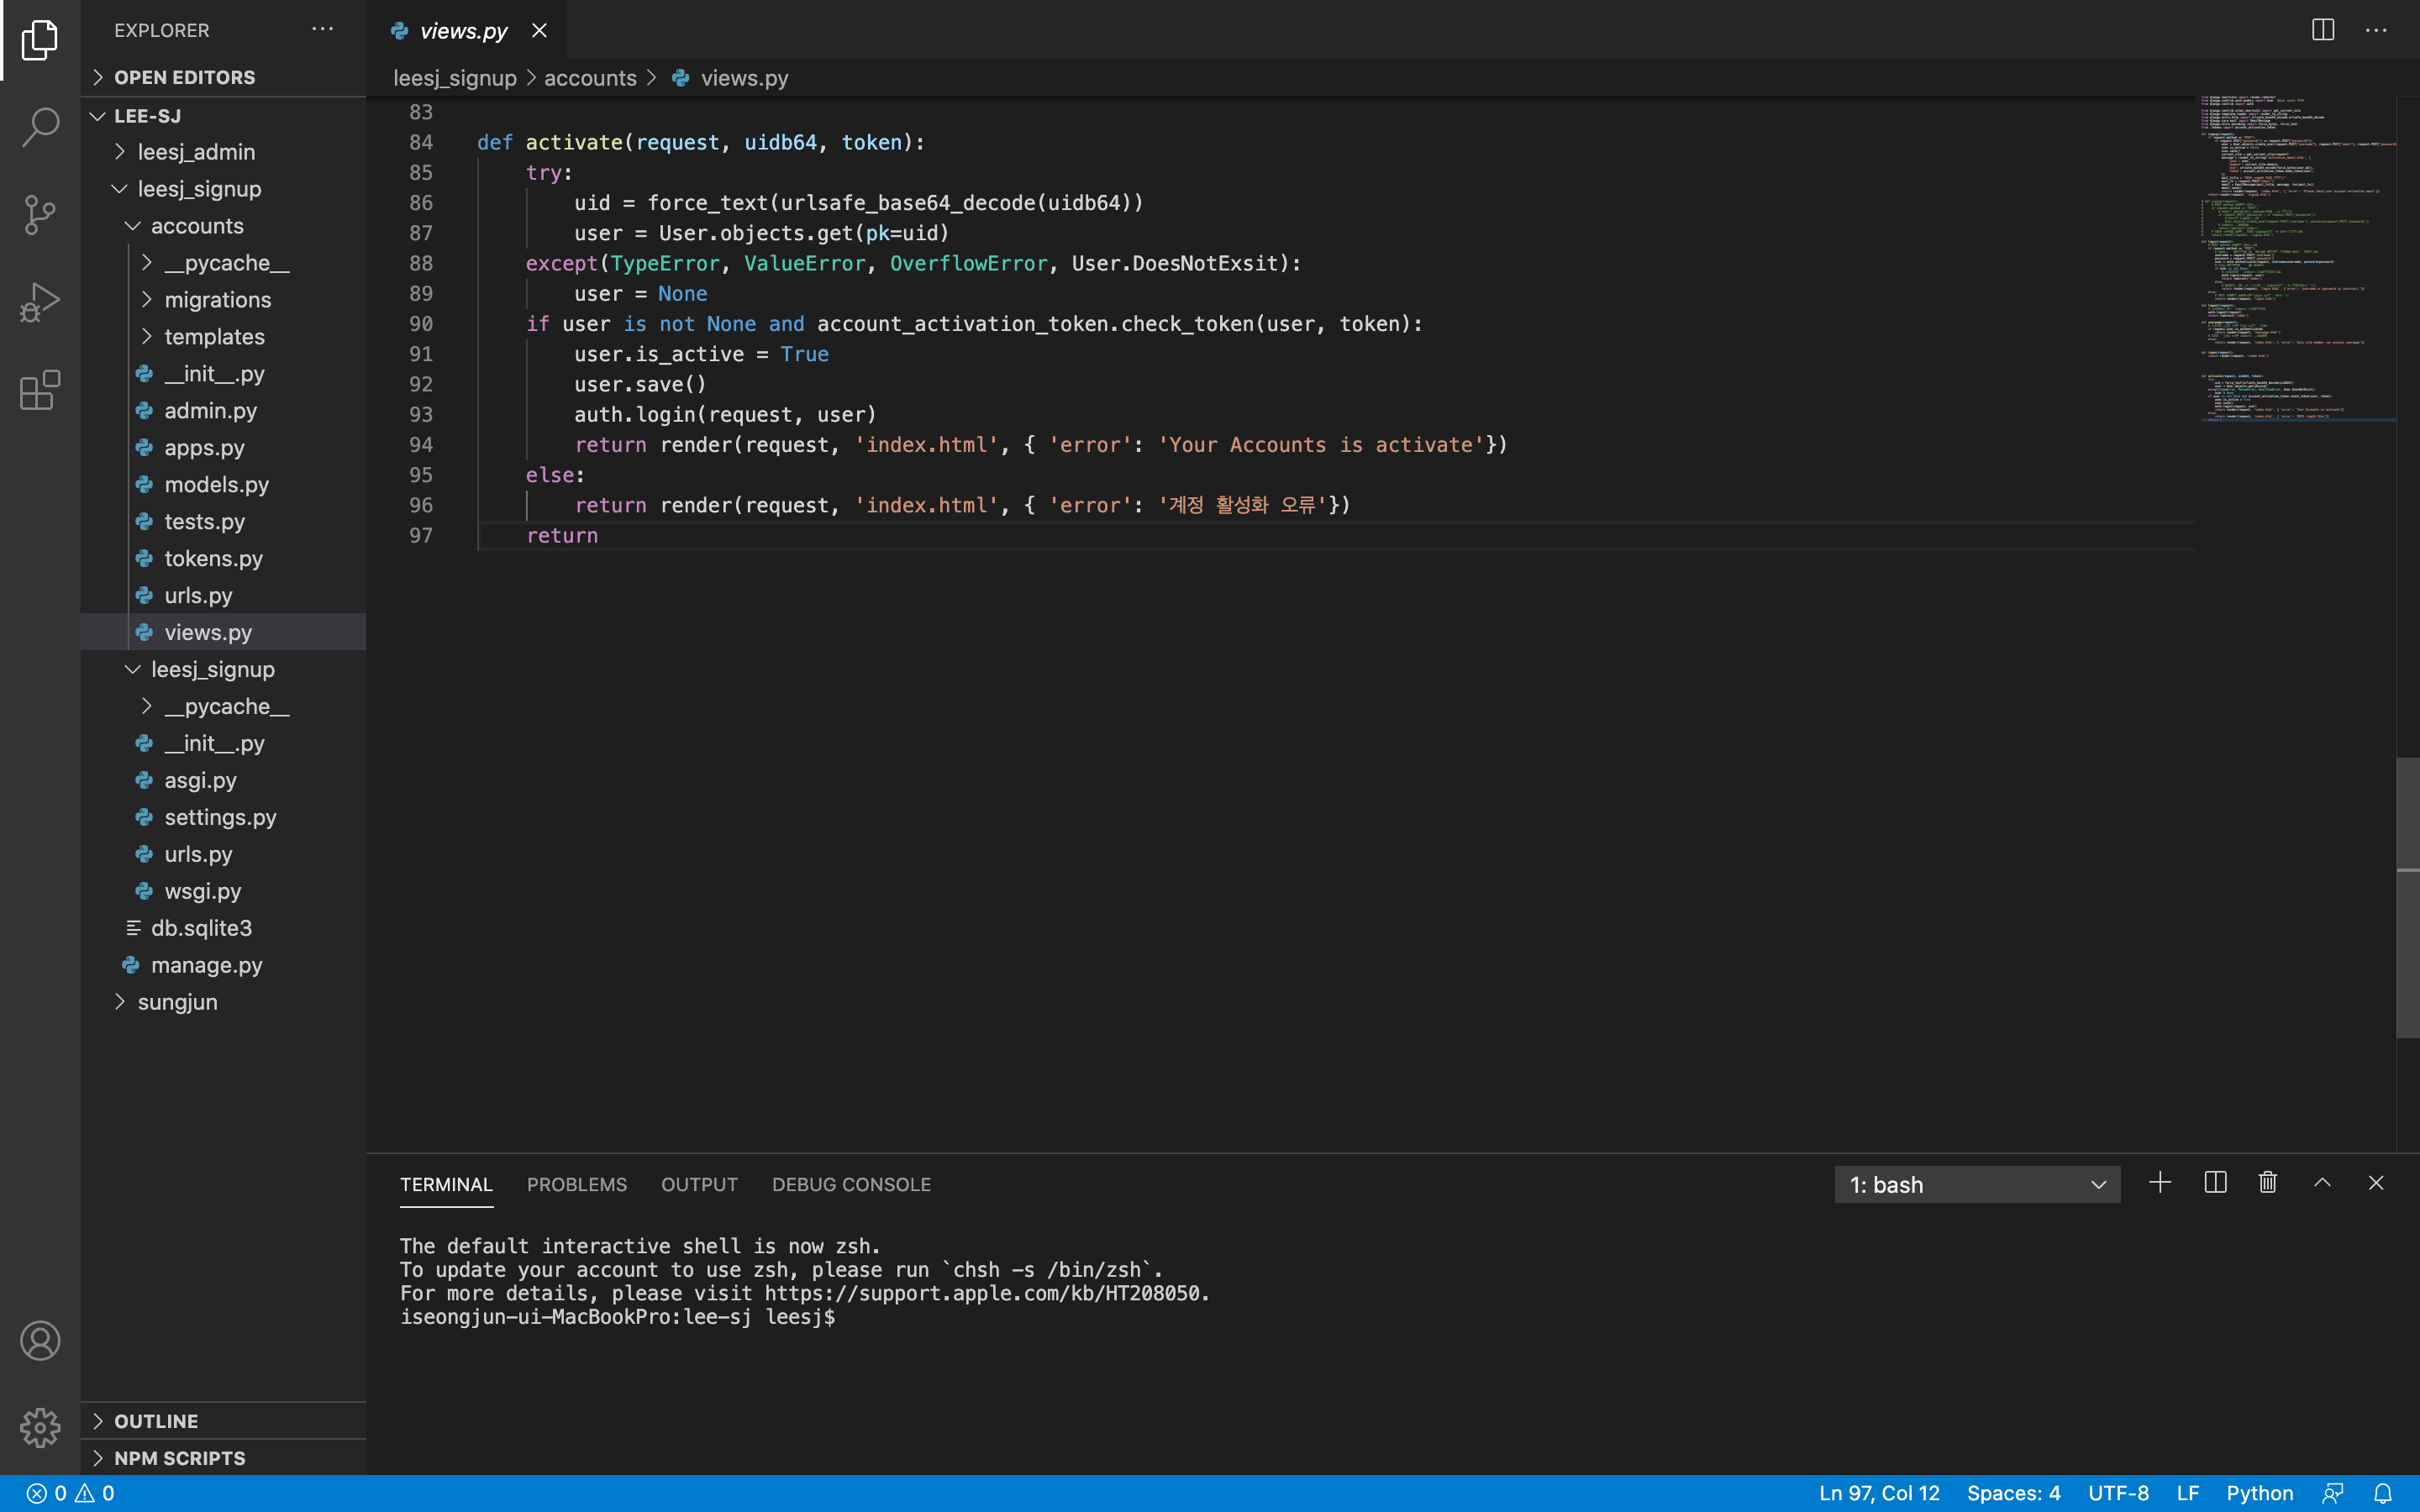 EXPLORER
OPEN EDITORS
LEE-SJ
leesj_admin
leesj_signup
accounts
__pycache__
migrations
templates
__init__.py
admin.py
apps.py
models.py
tests.py
tokens.py
urls.py
views.py
leesj_signup
__pycache__
__init__.py
asgi.py
settings.py
urls.py
wsgi.py
db.sqlite3
manage.py
sungjun
OUTLINE
NPM SCRIPTS
views.py
leesj_signup > accounts > views.py
83
84 def activate(request, uidb64, token):
85     try:
86         uid = force_text(urlsafe_base64_decode(uidb64))
87         user = User.objects.get(pk=uid)
88     except(TypeError, ValueError, OverflowError, User.DoesNotExsit):
89         user = None
90     if user is not None and account_activation_token.check_token(user, token):
91         user.is_active = True
92         user.save()
93         auth.login(request, user)
94         return render(request, 'index.html', { 'error': 'Your Accounts is activate'})
95     else:
96         return render(request, 'index.html', { 'error': '계정 활성화 오류'})
97     return
TERMINAL PROBLEMS OUTPUT DEBUG CONSOLE 1: bash
The default interactive shell is now zsh.
To update your account to use zsh, please run `chsh -s /bin/zsh`.
For more details, please visit https://support.apple.com/kb/HT208050.
iseongjun-ui-MacBookPro:lee-sj leesj$
0 0 Ln 97, Col 12 Spaces: 4 UTF-8 LF Python